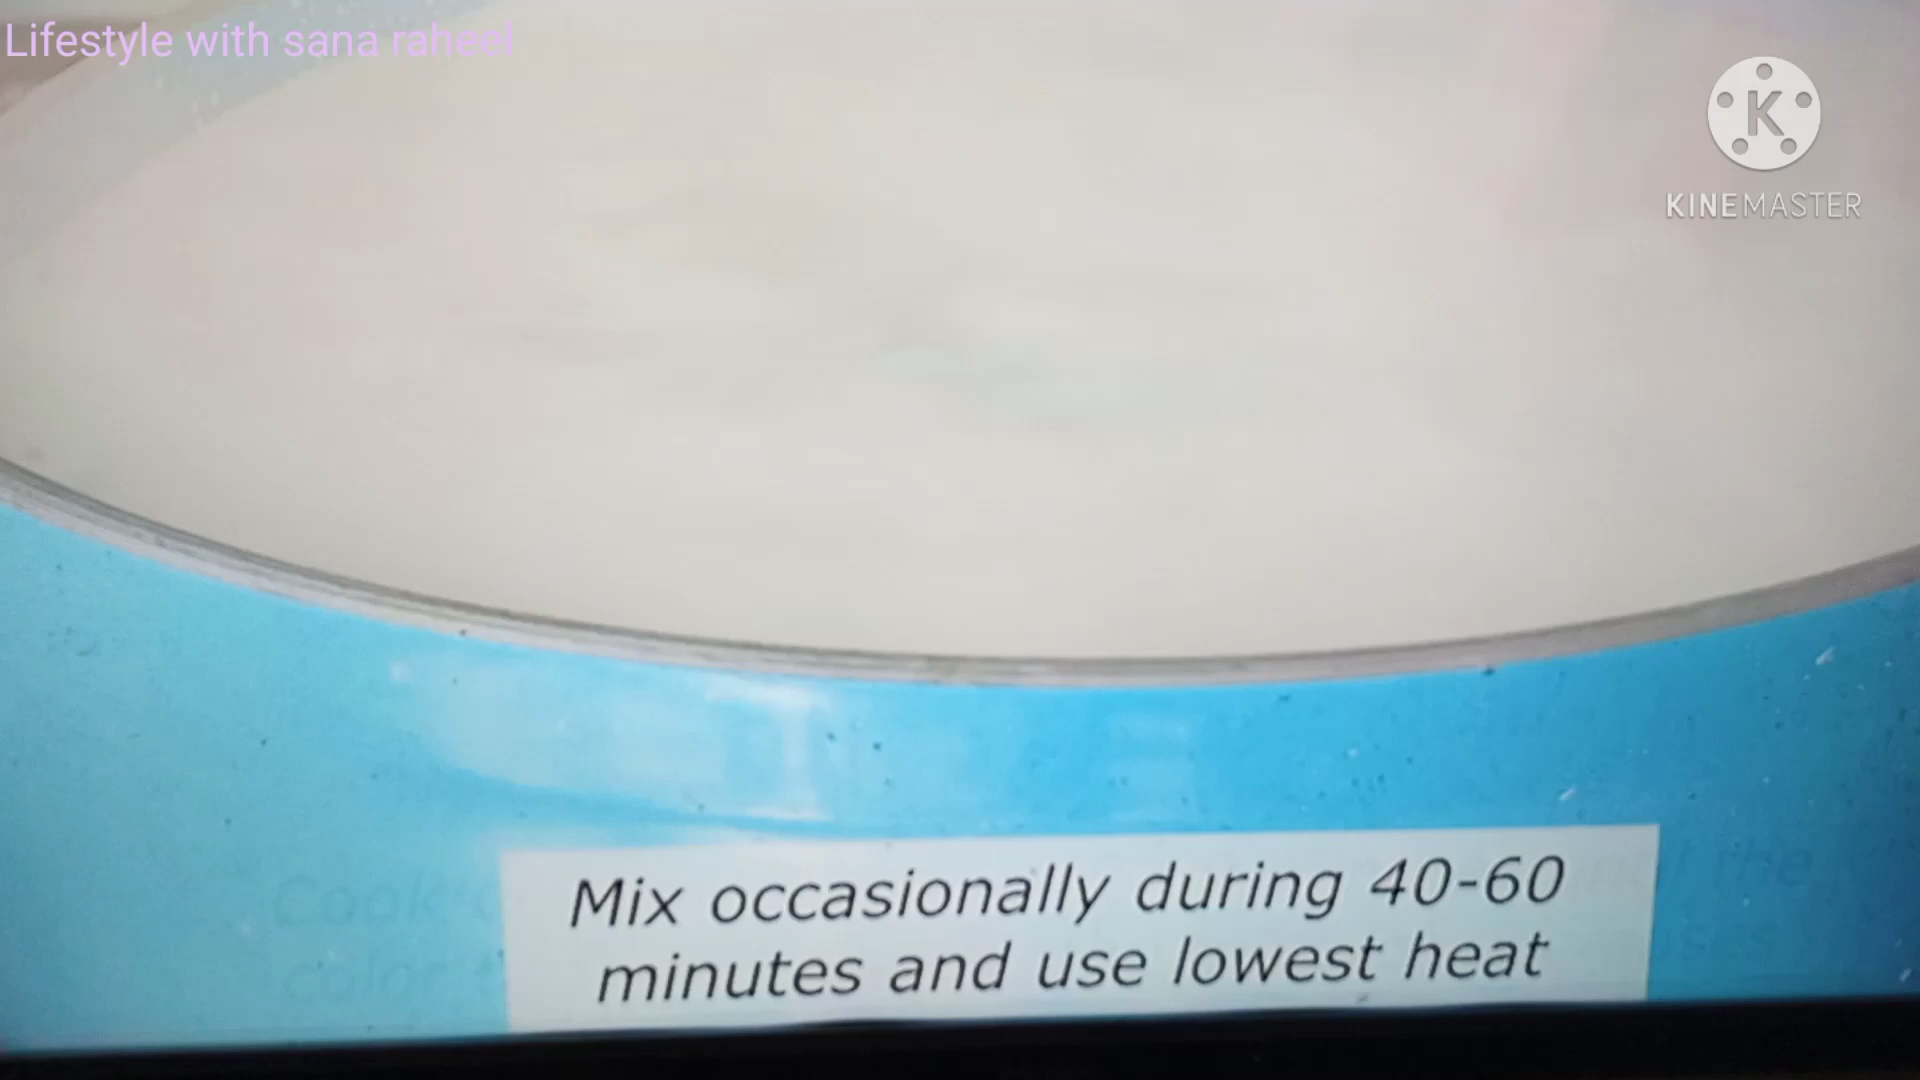 Lifestyle with sana raheel
K
KINEMASTER
Mix occasionally during 40-60
minutes and use lowest heat